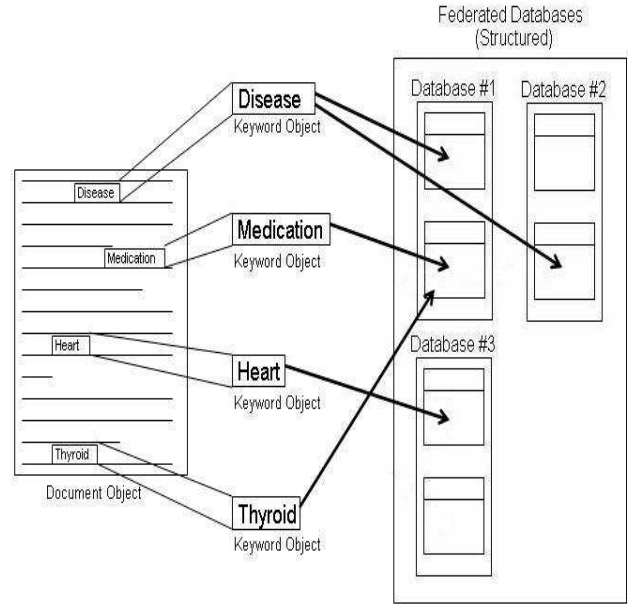 Federated Databases
(Structured)
Database #1
Database #2
Disease
Keyword Object
Disease
Medication
Keyword Object
Medication
Database #3
Heart
Heart
Keyword Object
Thyroid
Document Object
Thyroid
Keyword Object